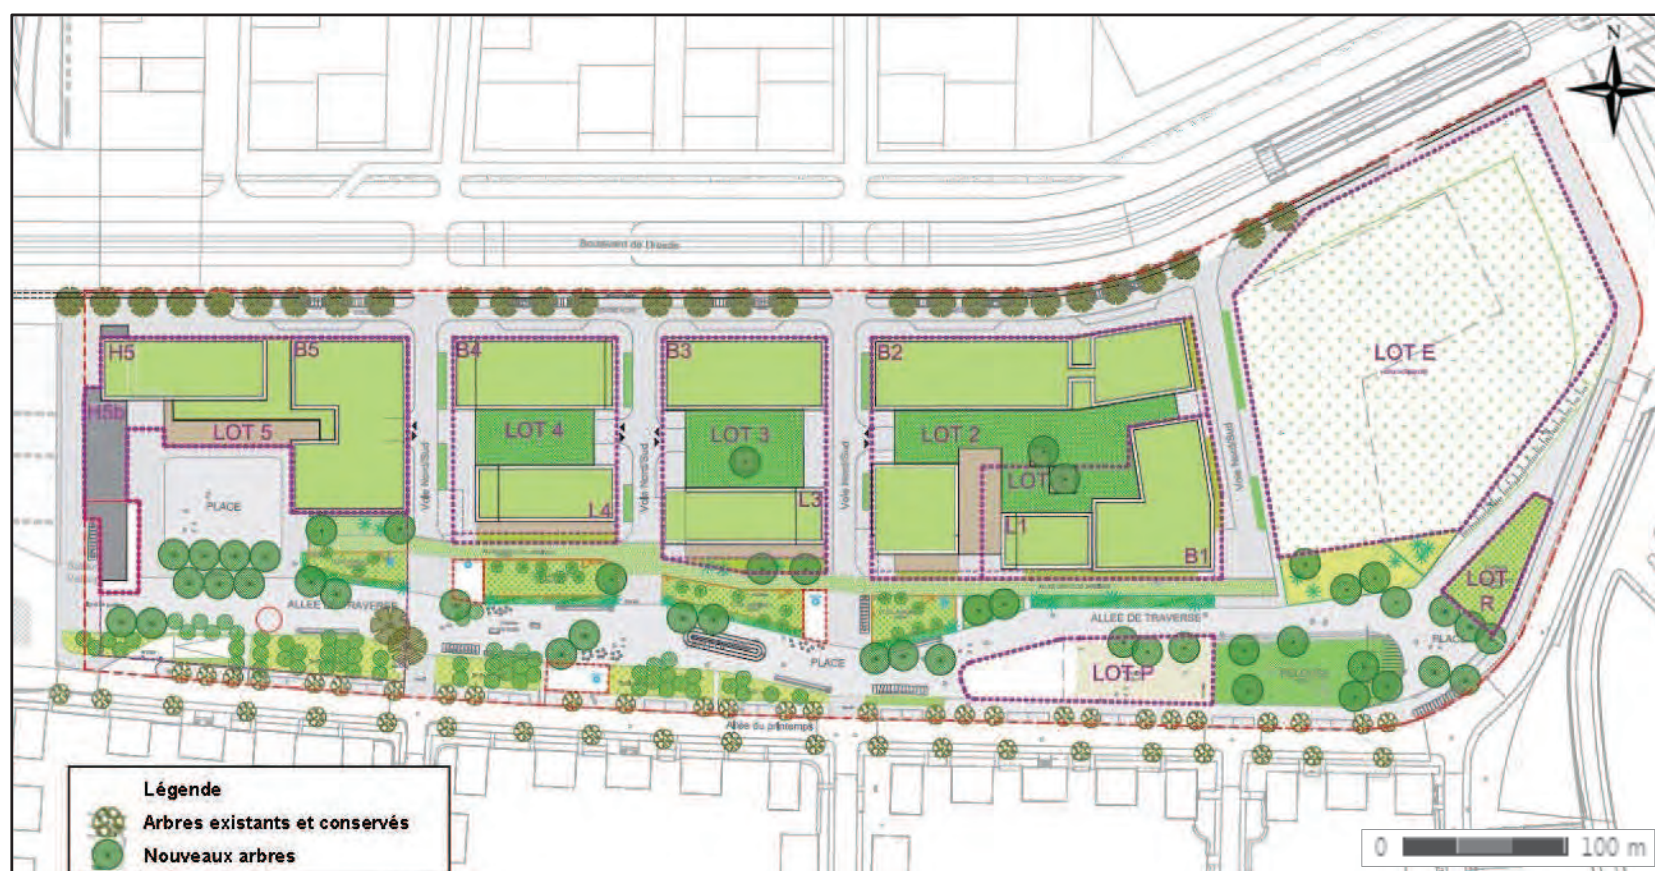 N
Boulevard de l'Irlande
H5
B5
B4
B3
B2
LOT E
H5b
LOT 5
LOT 4
LOT 3
LOT 2
LOT
Voie Nord/Sud
Voie Nord/Sud
Voie Nord/Sud
Voie Nord/Sud
PLACE
L4
L3
L1
B1
LOT
R
ALLEE DE TRAVERSE
ALLEE DE TRAVERSE
PLACE
PLACE
LOT P
PELOUSE
Allée du printemps
Légende
Arbres existants et conservés
Nouveaux arbres
0 100 m